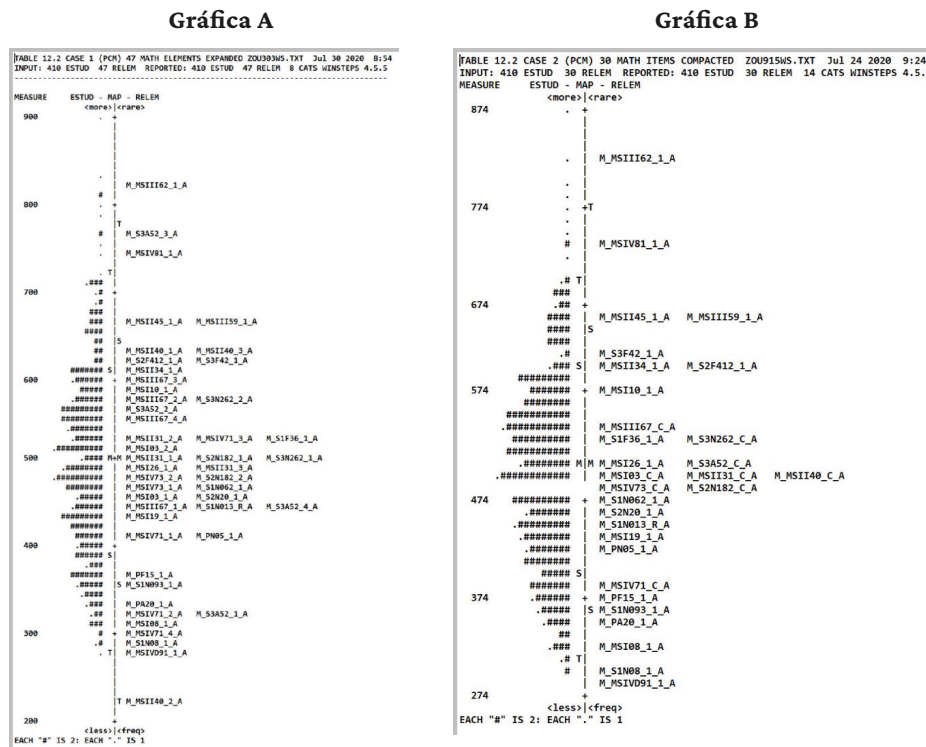 Gráfica A
TABLE 12.2 CASE 1 (PCM) 47 MATH ELEMENTS EXPANDED ZOU303WS.TXT Jul 30 2020 8:54
INPUT: 410 ESTUD 47 RELEM REPORTED: 410 ESTUD 47 RELEM 8 CATS WINSTEPS 4.5.5
MEASURE ESTUD - MAP - RELEM
<more>|<rare>
900
M_MSIII62_1_A
800
T
M_S3A52_3_A
M_MSIV81_1_A
T
700
M_MSII45_1_A M_MSIII59_1_A
S
M_MSII40_1_A M_MSII40_3_A
M_S2F412_1_A M_S3F42_1_A
S M_MSII34_1_A
600 M_MSIII67_3_A
M_MSI10_1_A
M_MSIII67_2_A M_S3N262_2_A
M_S3A52_2_A
M_MSIII67_4_A
M_MSII31_2_A M_MSIV71_3_A M_S1F36_1_A
M_MSI03_2_A
500 M+M M_MSII31_1_A M_S2N182_1_A M_S3N262_1_A
M_MSI26_1_A M_MSII31_3_A
M_MSIV73_2_A M_S2N182_2_A
M_MSIV73_1_A M_S1N062_1_A
M_MSI03_1_A M_S2N20_1_A
M_MSIII67_1_A M_S1N013_R_A M_S3A52_4_A
M_MSI19_1_A
M_MSIV71_1_A M_PN05_1_A
400
S
M_PF15_1_A
S M_S1N093_1_A
M_PA20_1_A
M_MSIV71_2_A M_S3A52_1_A
M_MSI08_1_A
300 M_MSIV71_4_A
M_S1N08_1_A
T M_MSIVD91_1_A
T M_MSII40_2_A
200
<less>|<freq>
EACH "#" IS 2: EACH "." IS 1
Gráfica B
TABLE 12.2 CASE 2 (PCM) 30 MATH ITEMS COMPACTED ZOU915WS.TXT Jul 24 2020 9:24
INPUT: 410 ESTUD 30 RELEM REPORTED: 410 ESTUD 30 RELEM 14 CATS WINSTEPS 4.5.
MEASURE ESTUD - MAP - RELEM
<more>|<rare>
874
M_MSIII62_1_A
774 +T
M_MSIV81_1_A
T
674
M_MSII45_1_A M_MSIII59_1_A
S
M_S3F42_1_A
S M_MSII34_1_A M_S2F412_1_A
574 M_MSI10_1_A
M_MSIII67_C_A
M_S1F36_1_A M_S3N262_C_A
M|M M_MSI26_1_A M_S3A52_C_A
M_MSI03_C_A M_MSII31_C_A M_MSII40_C_A
M_MSIV73_C_A M_S2N182_C_A
474 M_S1N062_1_A
M_S2N20_1_A
M_S1N013_R_A
M_MSI19_1_A
M_PN05_1_A
S
M_MSIV71_C_A
374 M_PF15_1_A
S M_S1N093_1_A
M_PA20_1_A
M_MSI08_1_A
T
M_S1N08_1_A
M_MSIVD91_1_A
274
<less>|<freq>
EACH "#" IS 2: EACH "." IS 1